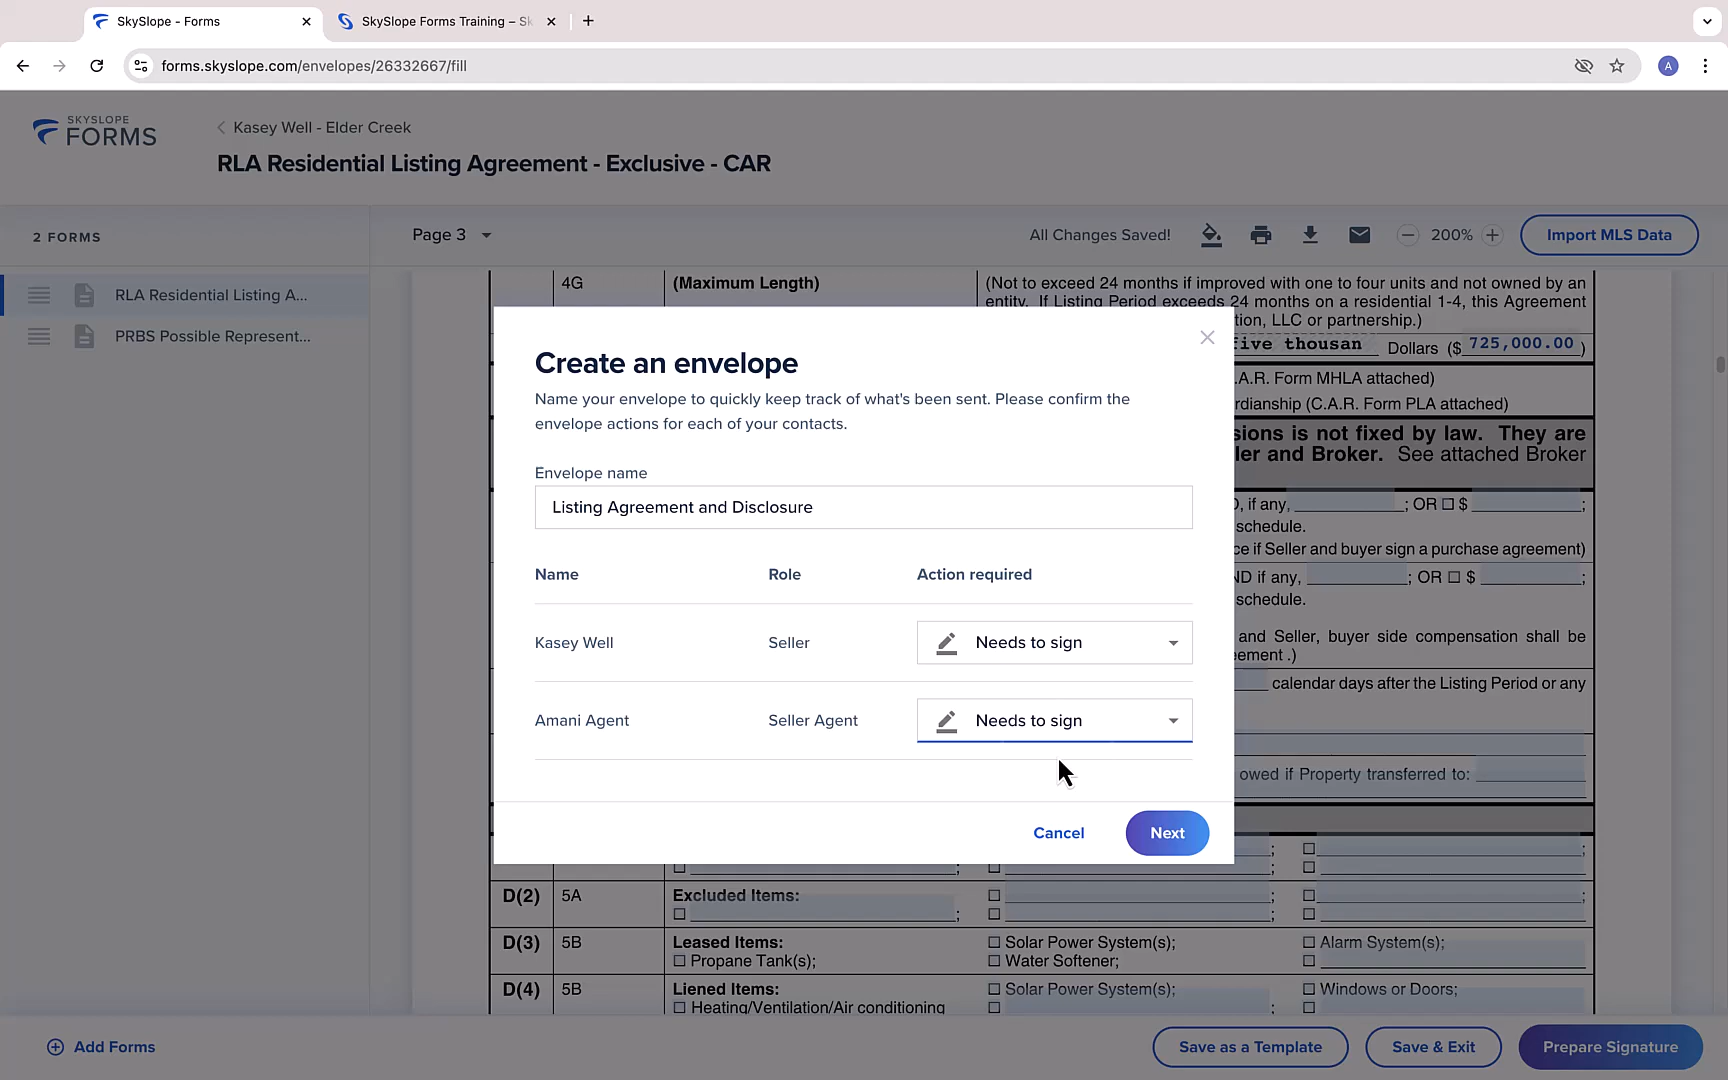 SkySlope - Forms
SkySlope Forms Training – Sk
forms.skyslope.com/envelopes/26332667/fill
A
SKYSLOPE
FORMS
Kasey Well - Elder Creek
RLA Residential Listing Agreement - Exclusive - CAR
2 FORMS
Page 3
All Changes Saved!
200%
Import MLS Data
RLA Residential Listing A...
PRBS Possible Represent...
4G
(Maximum Length)
(Not to exceed 24 months if improved with one to four units and not owned by an
entity. If Listing Period exceeds 24 months on a residential 1-4, this Agreement
tion, LLC or partnership.)
five thousan Dollars ($ 725,000.00 )
.A.R. Form MHLA attached)
rdianship (C.A.R. Form PLA attached)
sions is not fixed by law. They are
ler and Broker. See attached Broker
, if any, ; OR ☐ $ ;
schedule.
ce if Seller and buyer sign a purchase agreement)
ND if any, ; OR ☐ $ ;
schedule.
and Seller, buyer side compensation shall be
eement .)
calendar days after the Listing Period or any
owed if Property transferred to:
Create an envelope
Name your envelope to quickly keep track of what's been sent. Please confirm the
envelope actions for each of your contacts.
Envelope name
Listing Agreement and Disclosure
Name Role Action required
Kasey Well Seller Needs to sign
Amani Agent Seller Agent Needs to sign
Cancel
Next
D(2) 5A Excluded Items:
D(3) 5B Leased Items: ☐ Solar Power System(s); ☐ Alarm System(s);
☐ Propane Tank(s); ☐ Water Softener; ☐
D(4) 5B Liened Items: ☐ Solar Power System(s); ☐ Windows or Doors;
☐ Heating/Ventilation/Air conditioning
Add Forms
Save as a Template
Save & Exit
Prepare Signature